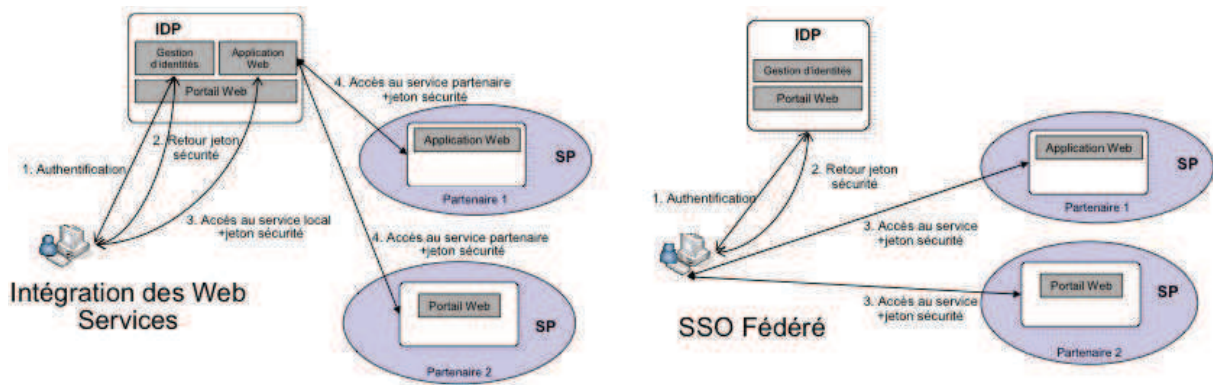 IDP
Gestion
d'identités
Application
Web
Portail Web
1. Authentification
2. Retour jeton
sécurité
3. Accès au service local
+jeton sécurité
4. Accès au service partenaire
+jeton sécurité
Application Web
SP
Partenaire 1
4. Accès au service partenaire
+jeton sécurité
Portail Web
SP
Partenaire 2
Intégration des Web
Services
IDP
Gestion d'identités
Portail Web
1. Authentification
2. Retour jeton
sécurité
3. Accès au service
+jeton sécurité
Application Web
SP
Partenaire 1
3. Accès au service
+jeton sécurité
Portail Web
SP
Partenaire 2
SSO Fédéré